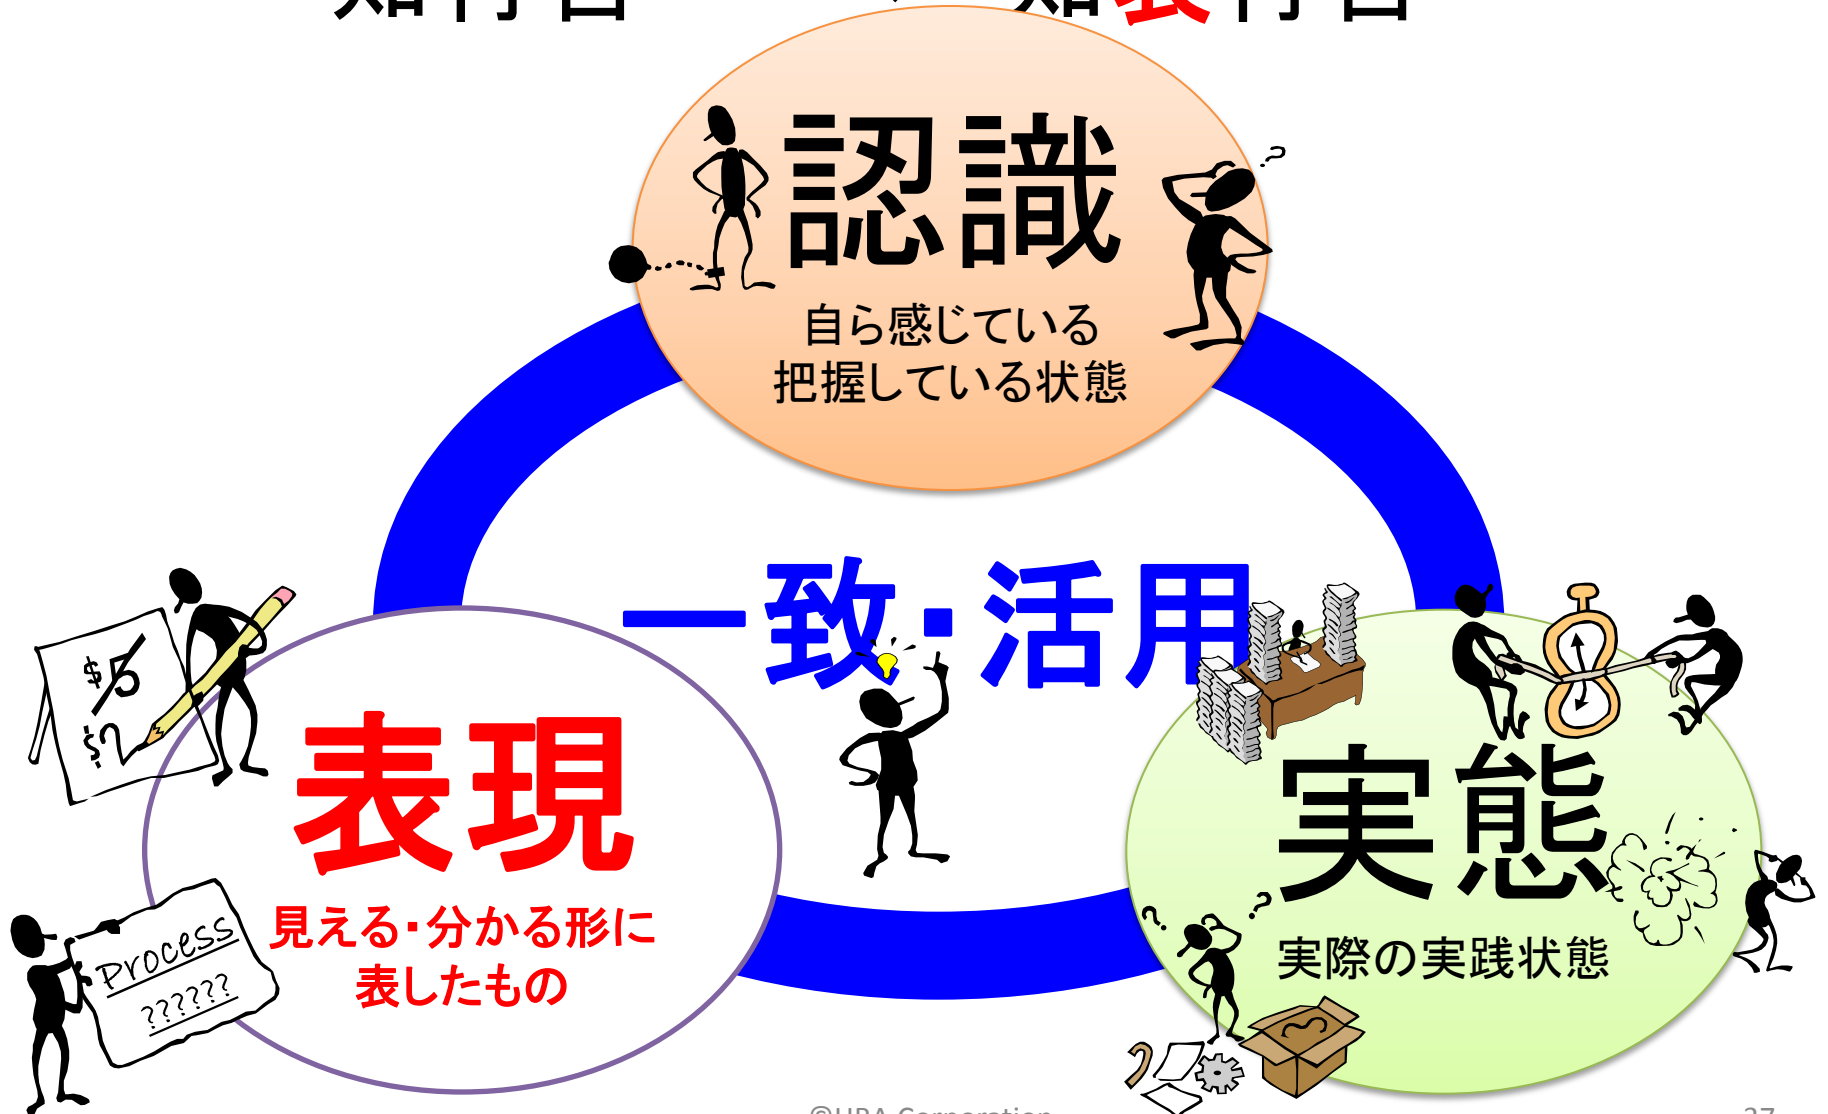 認識
自ら感じている
把握している状態
一致・活用
$5
$2
表現
見える・分かる形に
表したもの
Process
??????
実態
実際の実践状態